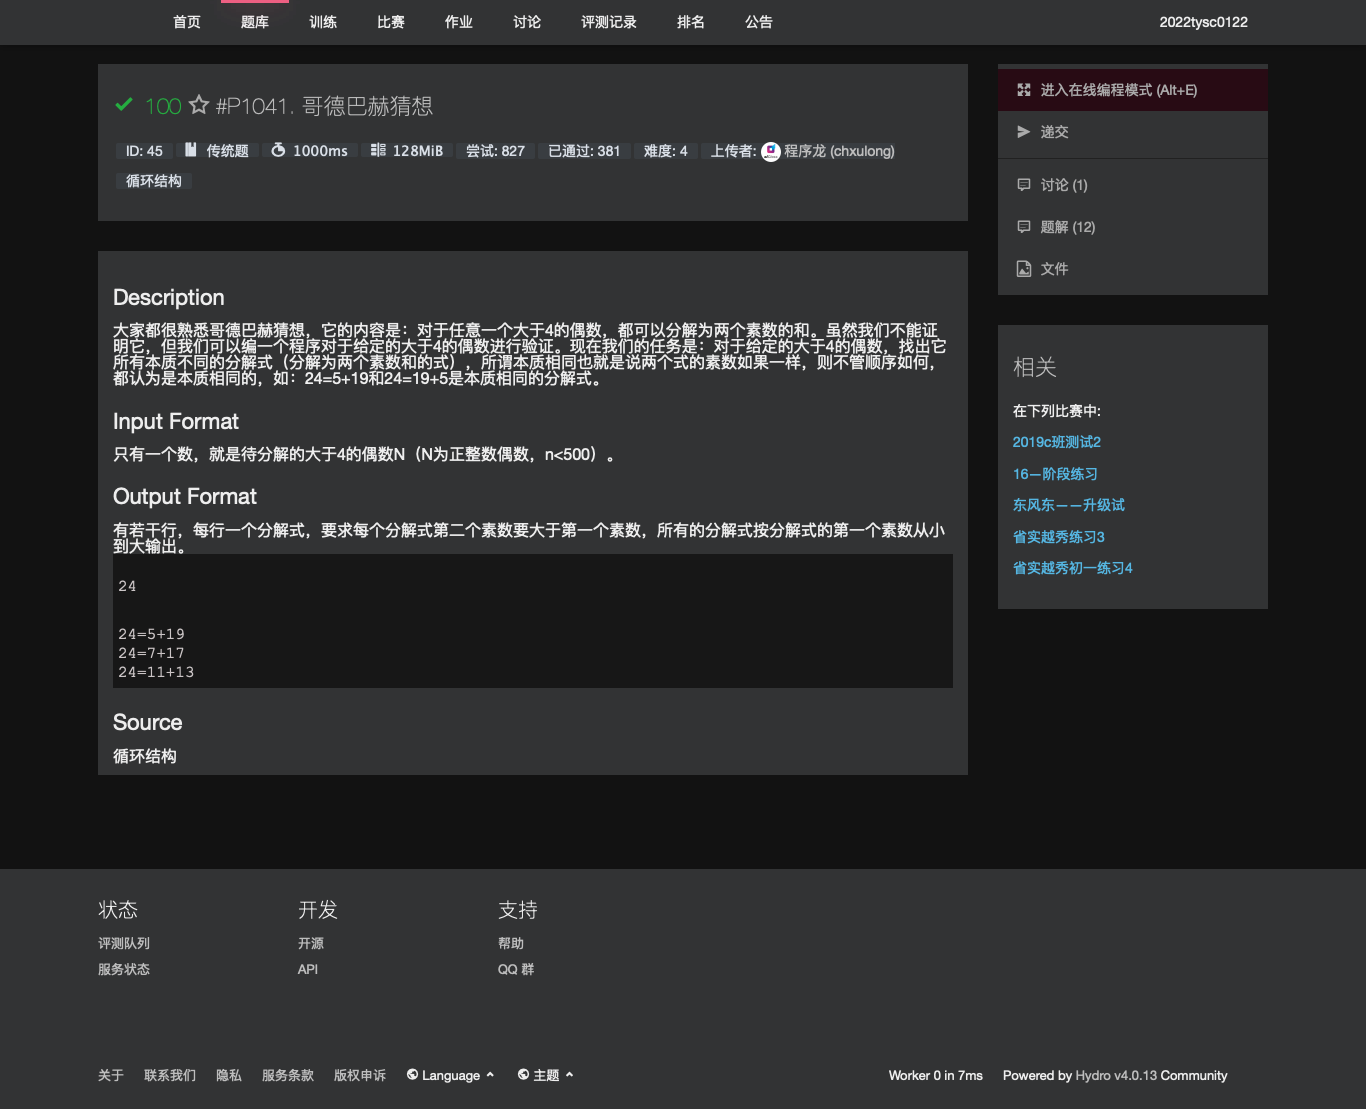 首页 题库 训练 比赛 作业 讨论 评测记录 排名 公告 2022tysc0122
100 #P1041. 哥德巴赫猜想
ID: 45 传统题 1000ms 128MiB 尝试: 827 已通过: 381 难度: 4 上传者: 程序龙 (chxulong)
循环结构
Description
大家都很熟悉哥德巴赫猜想，它的内容是：对于任意一个大于4的偶数，都可以分解为两个素数的和。虽然我们不能证
明它，但我们可以编一个程序对于给定的大于4的偶数进行验证。现在我们的任务是：对于给定的大于4的偶数，找出它
所有本质不同的分解式（分解为两个素数和的式），所谓本质相同也就是说两个式的素数如果一样，则不管顺序如何，
都认为是本质相同的，如：24=5+19和24=19+5是本质相同的分解式。
Input Format
只有一个数，就是待分解的大于4的偶数N（N为正整数偶数，n<500）。
Output Format
有若干行，每行一个分解式，要求每个分解式第二个素数要大于第一个素数，所有的分解式按分解式的第一个素数从小
到大输出。
24
24=5+19
24=7+17
24=11+13
Source
循环结构
进入在线编程模式 (Alt+E)
递交
讨论 (1)
题解 (12)
文件
相关
在下列比赛中:
2019c班测试2
16—阶段练习
东风东——升级试
省实越秀练习3
省实越秀初一练习4
状态 开发 支持
评测队列 开源 帮助
服务状态 API QQ 群
关于 联系我们 隐私 服务条款 版权申诉 Language 主题 Worker 0 in 7ms Powered by Hydro v4.0.13 Community